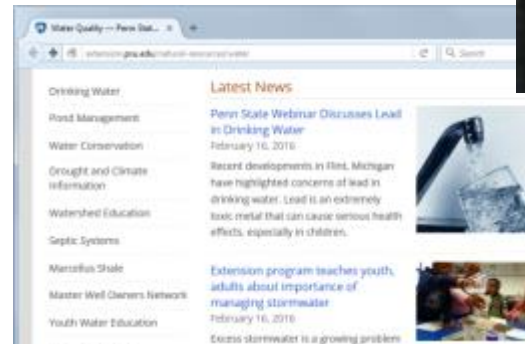 Water Quality — Penn Stat...
extension.psu.edu/natural-resources/water
Search
Drinking Water
Pond Management
Water Conservation
Drought and Climate
Information
Watershed Education
Septic Systems
Marcellus Shale
Master Well Owners Network
Youth Water Education
Latest News
Penn State Webinar Discusses Lead
in Drinking Water
February 16, 2016
Recent developments in Flint, Michigan
have highlighted concerns of lead in
drinking water. Lead is an extremely
toxic metal that can cause serious health
effects, especially in children.
Extension program teaches youth,
adults about importance of
managing stormwater
February 16, 2016
Excess stormwater is a growing problem